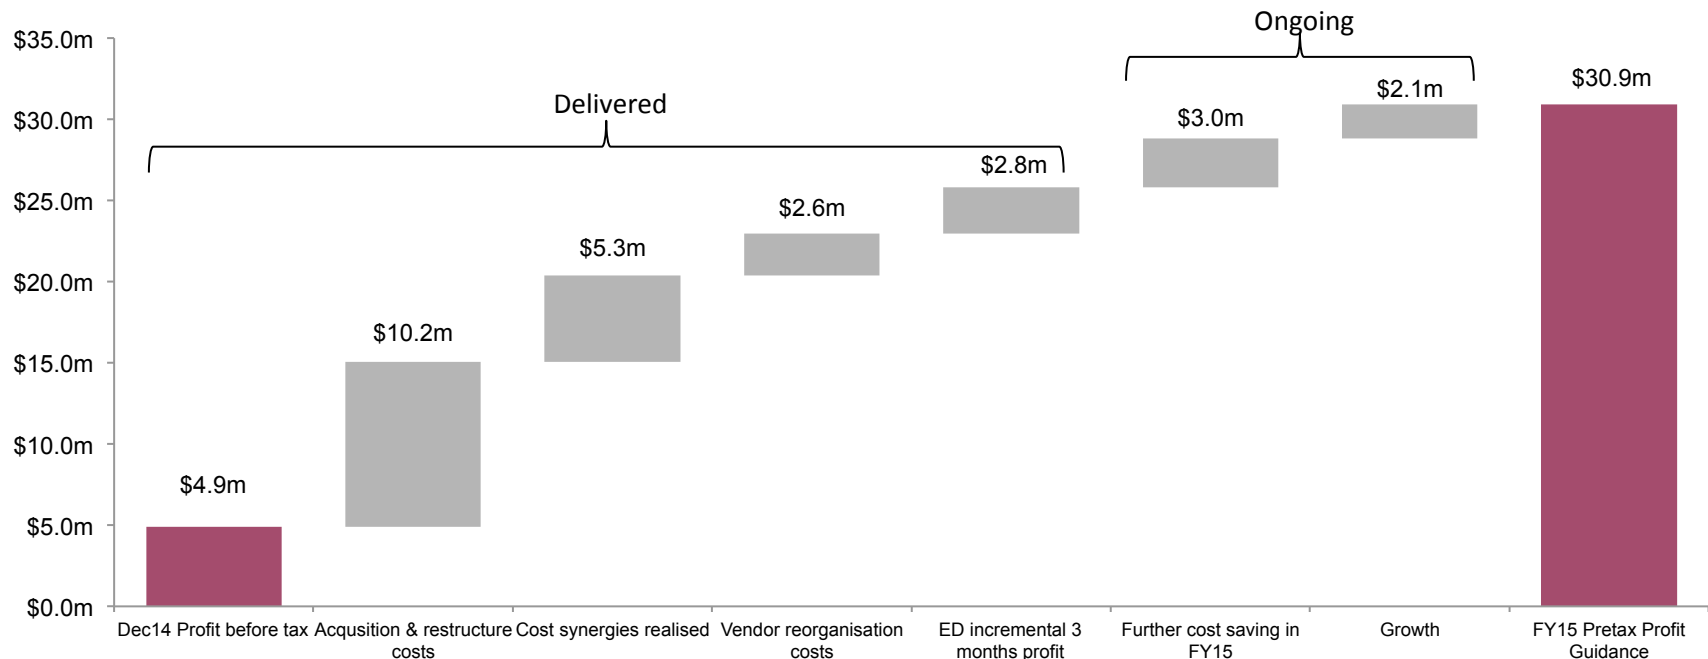 Ongoing
$35.0m
$30.9m
$2.1m
Delivered
$30.0m
$3.0m
$2.8m
$25.0m
$2.6m
$5.3m
$20.0m
$10.2m
$15.0m
$10.0m
$4.9m
$5.0m
$0.0m
Dec14 Profit before tax
Acqusition & restructure
costs
Cost synergies realised
Vendor reorganisation
costs
ED incremental 3
months profit
Further cost saving in
FY15
Growth
FY15 Pretax Profit
Guidance